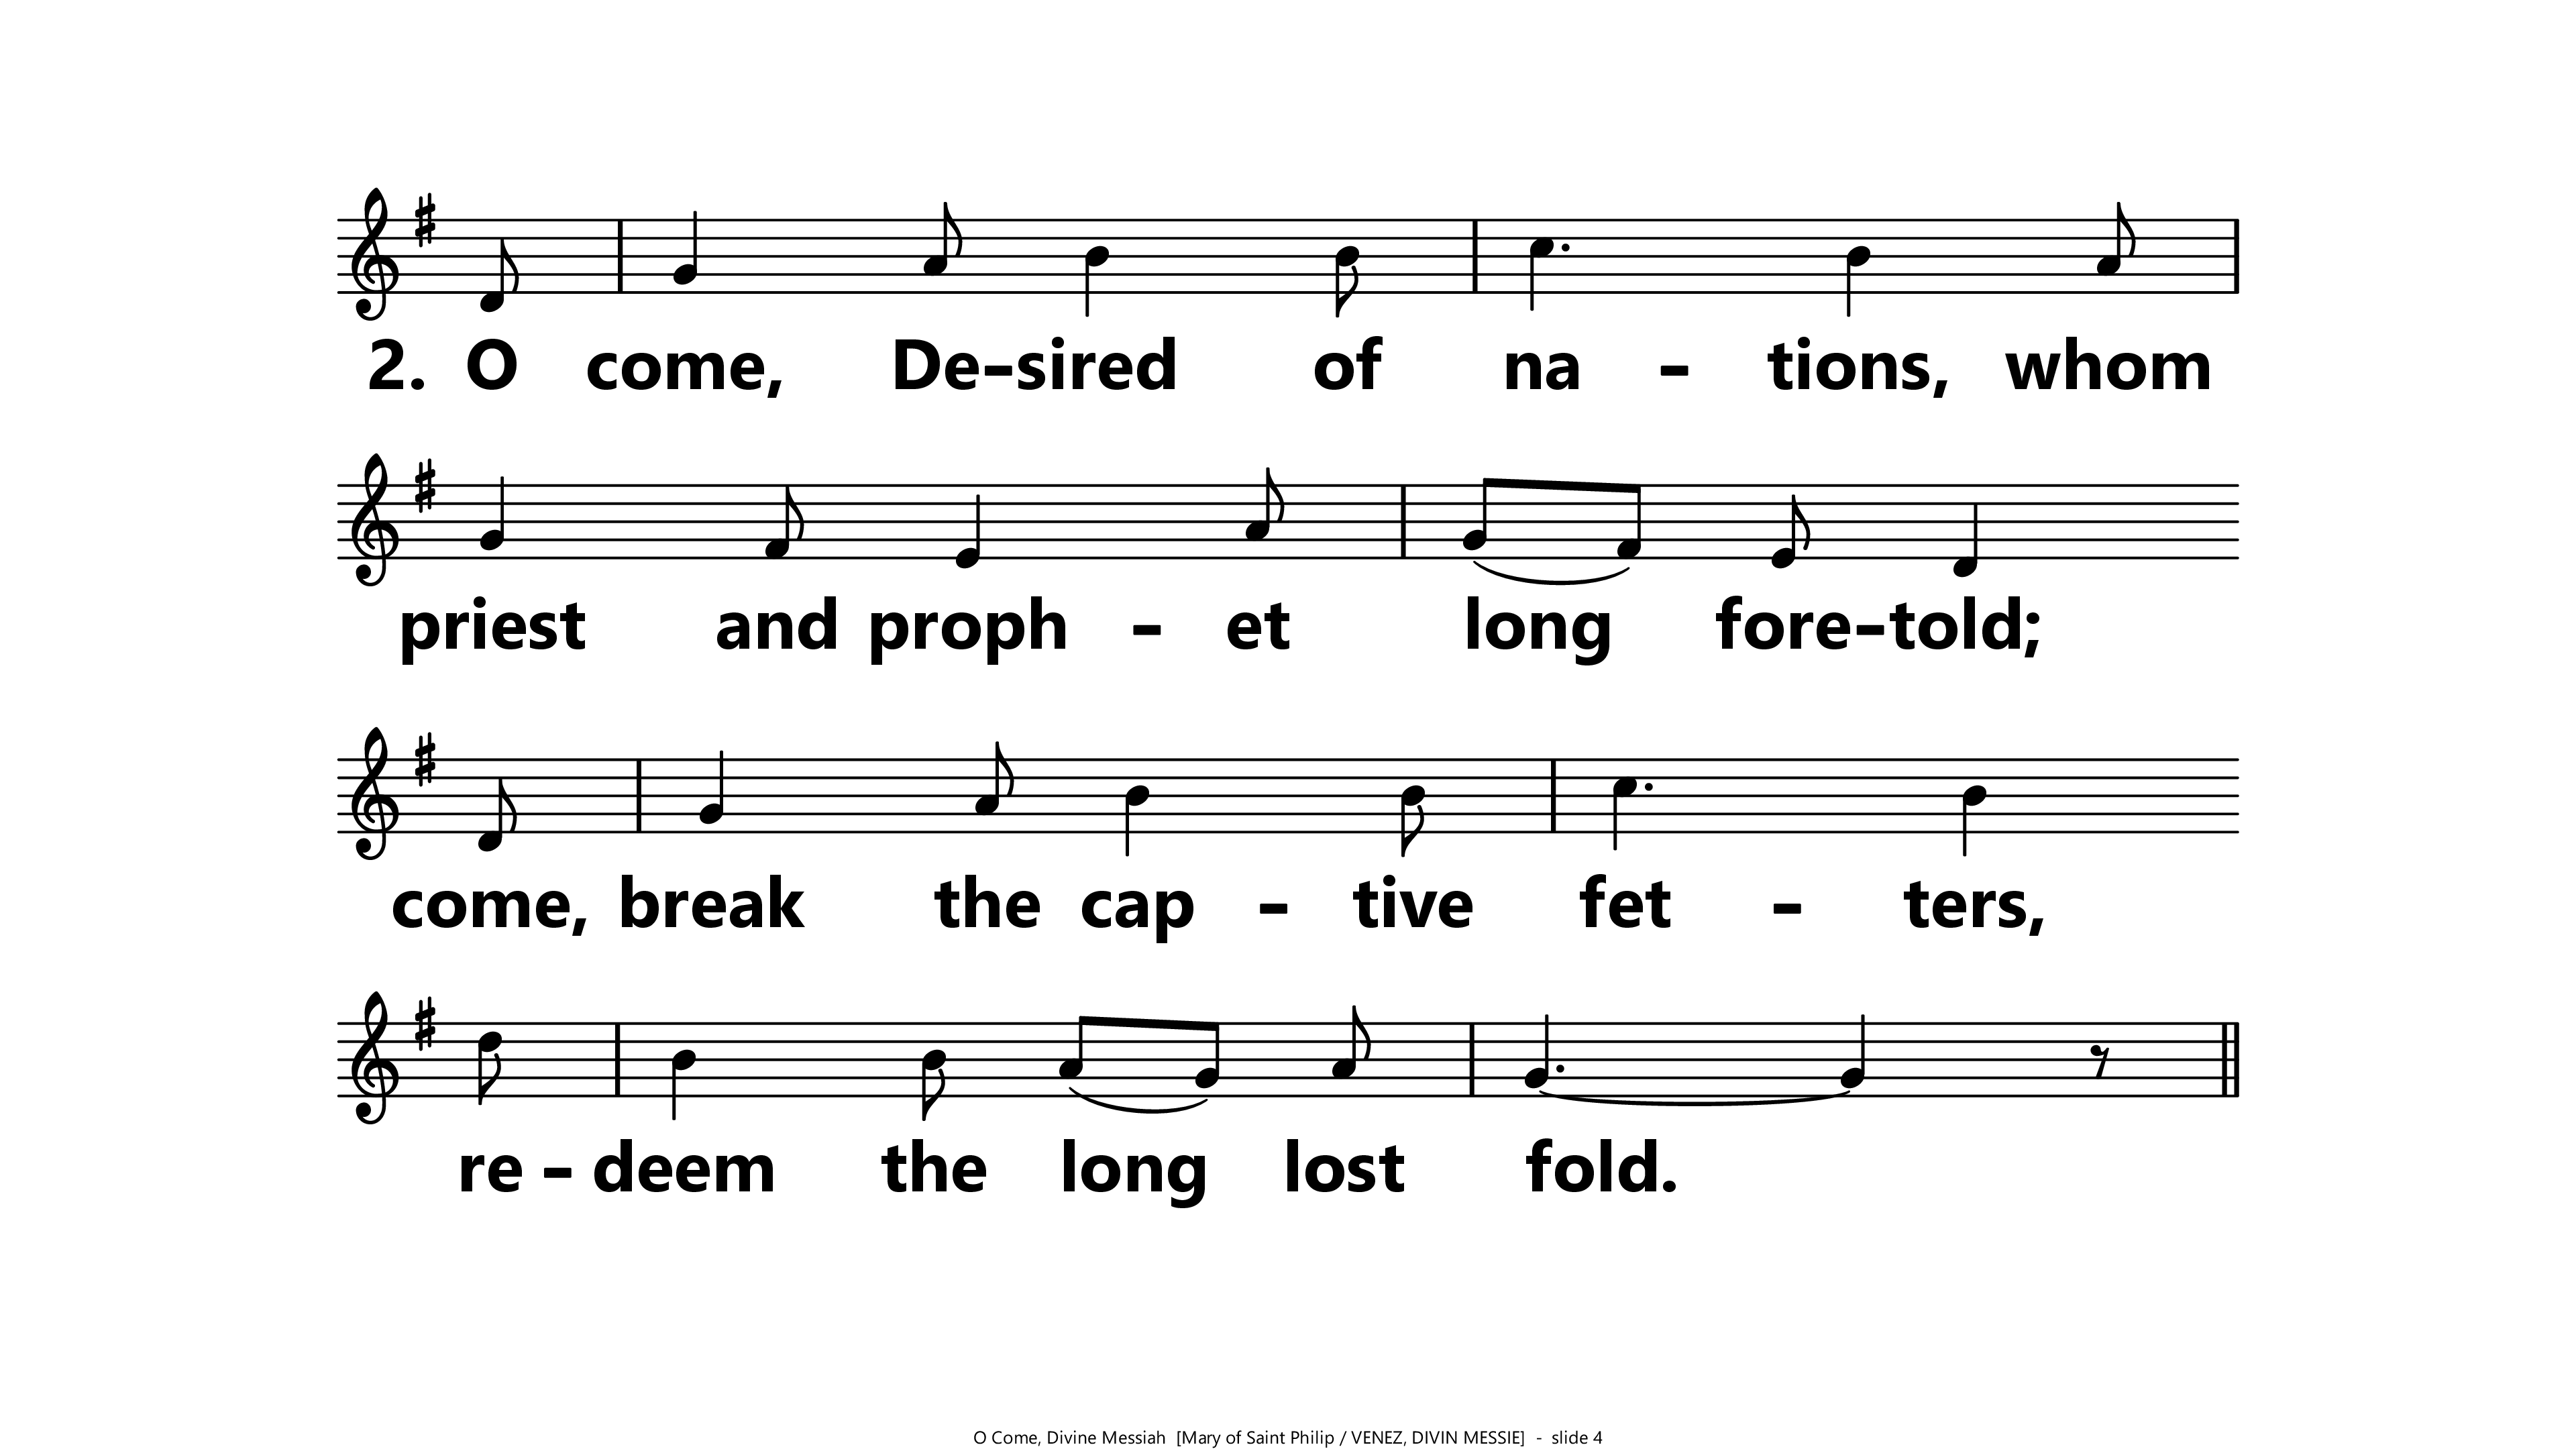 2. O come, De-sired of na - tions, whom
priest and proph - et long fore-told;
come, break the cap - tive fet - ters,
re - deem the long lost fold.
O Come, Divine Messiah [Mary of Saint Philip / VENEZ, DIVIN MESSIE] - slide 4